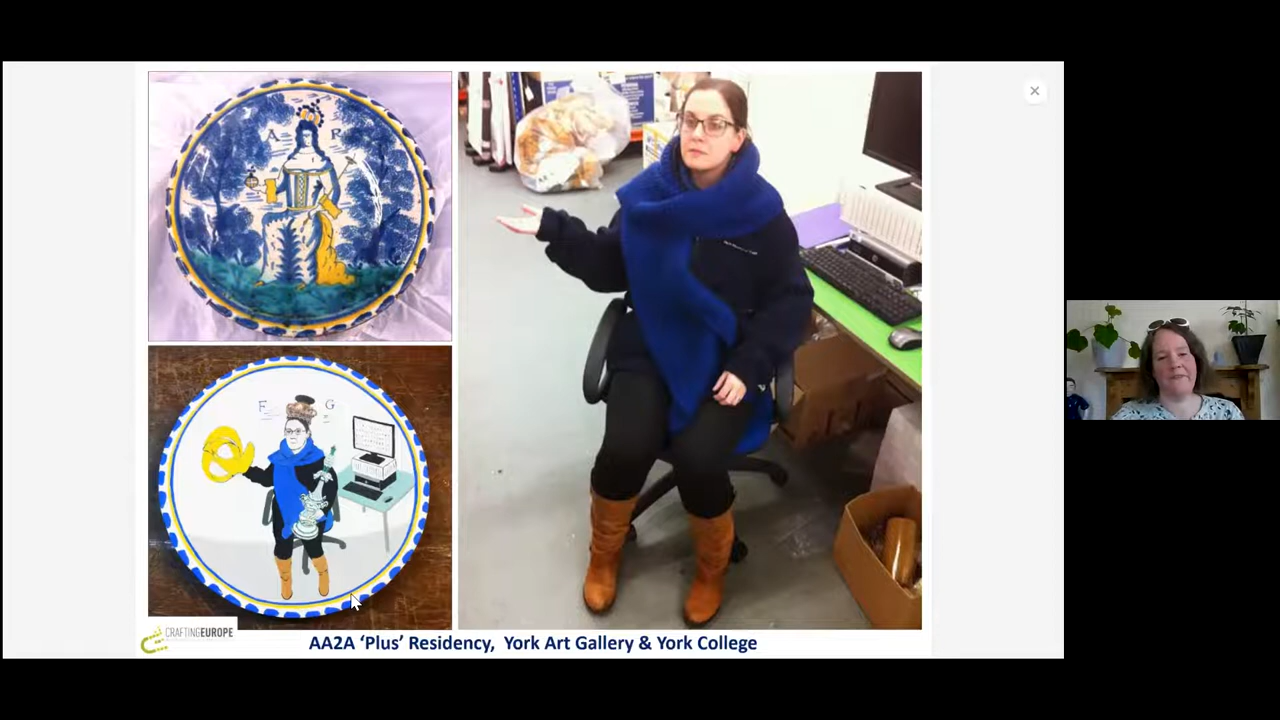 A R
F G
CRAFTINGEUROPE
AA2A ‘Plus’ Residency, York Art Gallery & York College